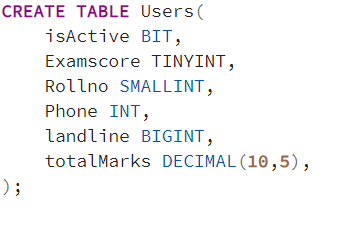 CREATE TABLE Users(
    isActive BIT,
    Examscore TINYINT,
    Rollno SMALLINT,
    Phone INT,
    landline BIGINT,
    totalMarks DECIMAL(10,5),
);